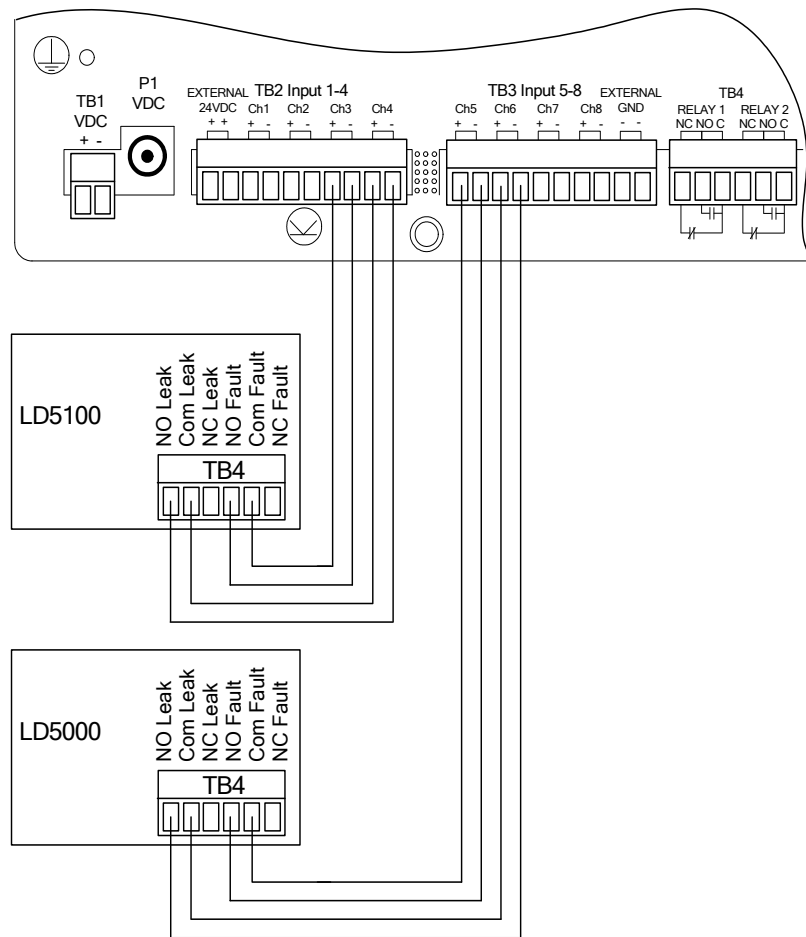 TB1
VDC
+ -
P1
VDC
EXTERNAL
24VDC
+ +
TB2 Input 1-4
Ch1 Ch2 Ch3 Ch4
+ - + - + - + -
TB3 Input 5-8
Ch5 Ch6 Ch7 Ch8
+ - + - + - + -
EXTERNAL
GND
- -
TB4
RELAY 1 RELAY 2
NC NO C NC NO C
LD5100
NO Leak
Com Leak
NC Leak
NO Fault
Com Fault
NC Fault
TB4
LD5000
NO Leak
Com Leak
NC Leak
NO Fault
Com Fault
NC Fault
TB4